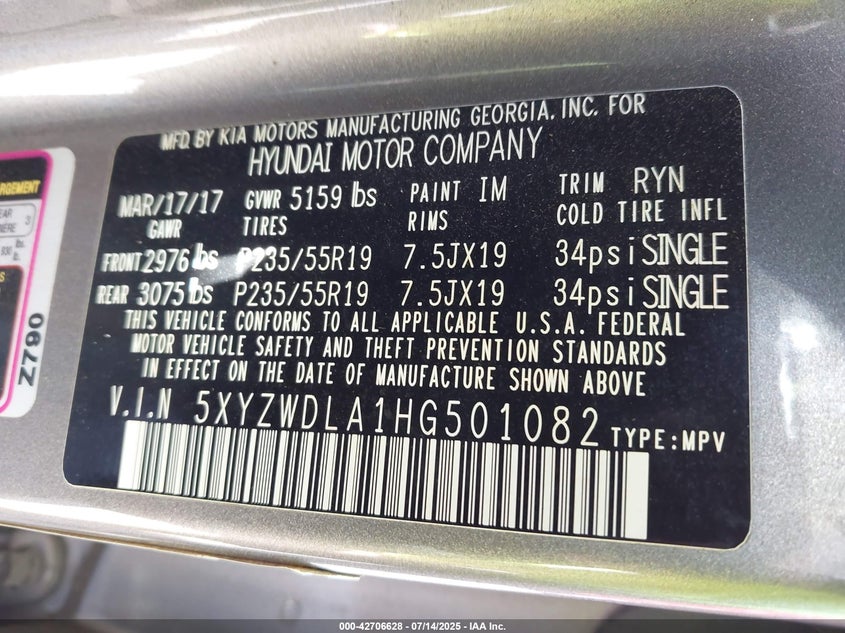 MFD. BY KIA MOTORS MANUFACTURING GEORGIA, INC. FOR
HYUNDAI MOTOR COMPANY
MAR/17/17 GVWR 5159 lbs PAINT IM TRIM RYN
GAWR TIRES RIMS COLD TIRE INFL
FRONT 2976 lbs P235/55R19 7.5JX19 34psi SINGLE
REAR 3075 lbs P235/55R19 7.5JX19 34psi SINGLE
THIS VEHICLE CONFORMS TO ALL APPLICABLE U.S.A. FEDERAL
MOTOR VEHICLE SAFETY AND THEFT PREVENTION STANDARDS
IN EFFECT ON THE DATE OF MANUFACTURE SHOWN ABOVE
V.I.N 5XYZWDLA1HG501082 TYPE:MPV
Z790
000-42706628 - 07/14/2025 - IAA Inc.